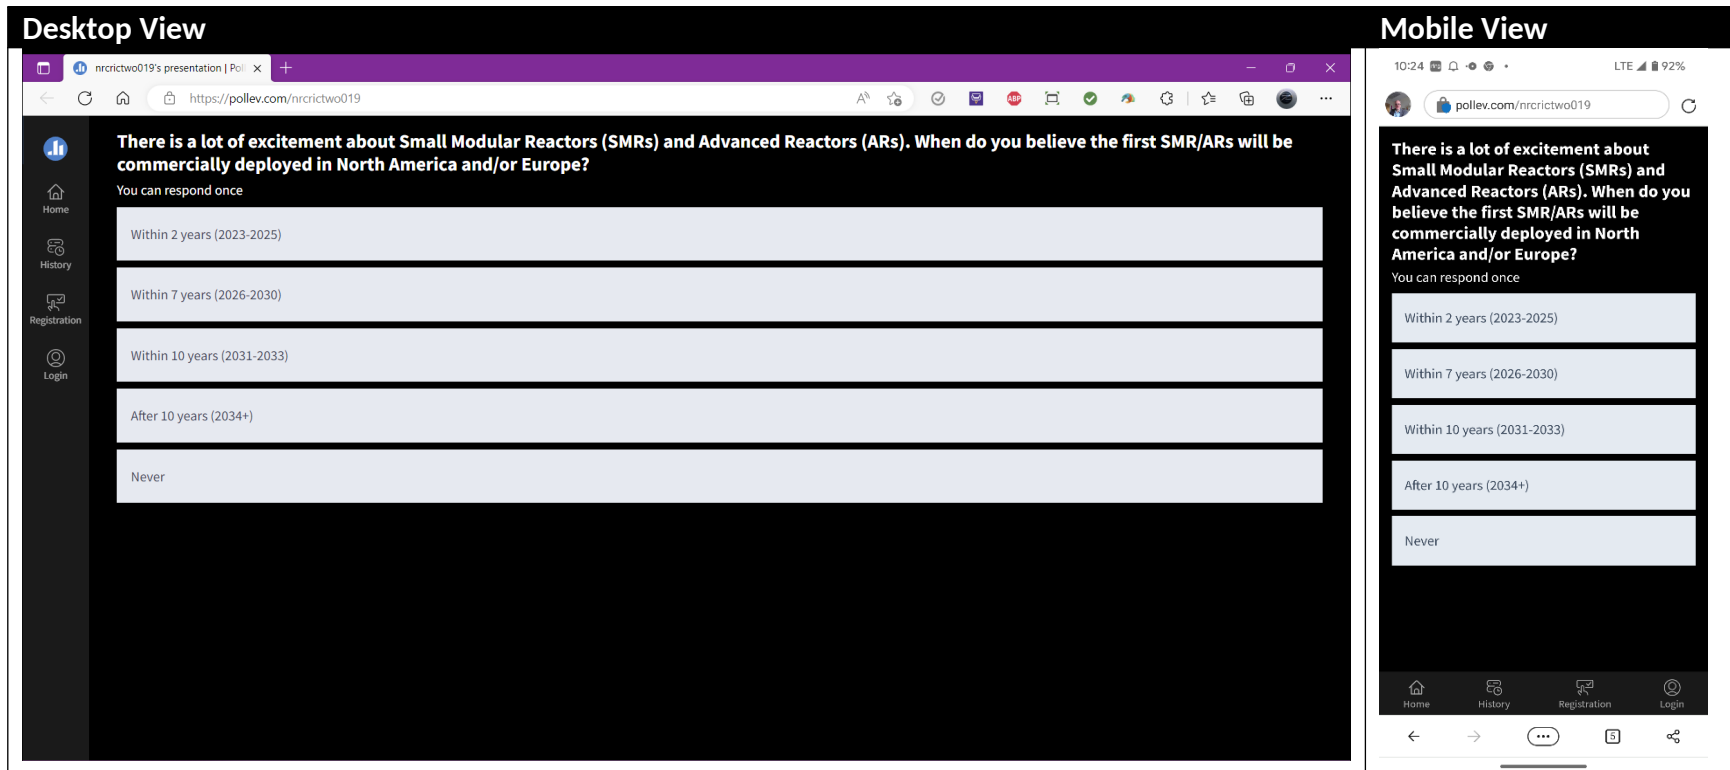 Desktop View
nrcrictwo019's presentation | Pol
https://pollev.com/nrcrictwo019
ABP
Home
History
Registration
Login
There is a lot of excitement about Small Modular Reactors (SMRs) and Advanced Reactors (ARs). When do you believe the first SMR/ARs will be
commercially deployed in North America and/or Europe?
You can respond once
Within 2 years (2023-2025)
Within 7 years (2026-2030)
Within 10 years (2031-2033)
After 10 years (2034+)
Never
Mobile View
10:24
LTE 92%
pollev.com/nrcrictwo019
There is a lot of excitement about
Small Modular Reactors (SMRs) and
Advanced Reactors (ARs). When do you
believe the first SMR/ARs will be
commercially deployed in North
America and/or Europe?
You can respond once
Within 2 years (2023-2025)
Within 7 years (2026-2030)
Within 10 years (2031-2033)
After 10 years (2034+)
Never
Home History Registration Login
5